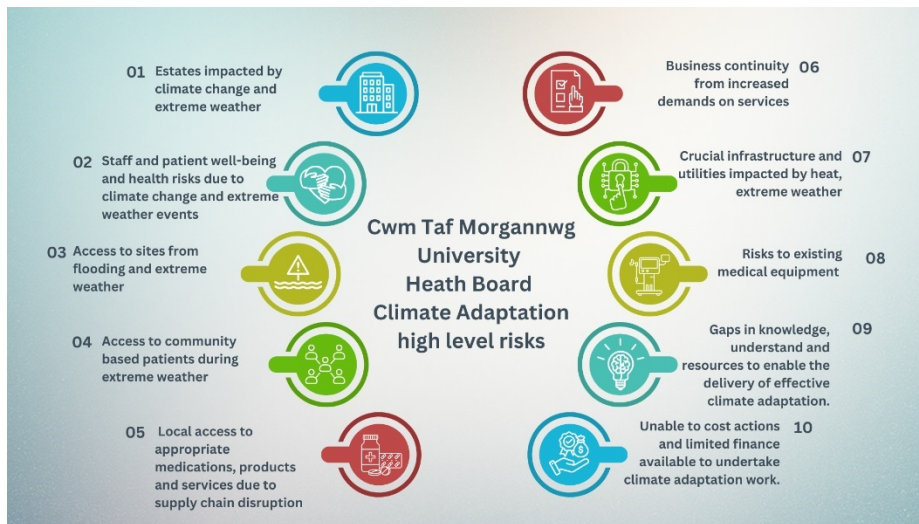 01 Estates impacted by
climate change and
extreme weather
02 Staff and patient well-being
and health risks due to
climate change and extreme
weather events
03 Access to sites from
flooding and extreme
weather
04 Access to community
based patients during
extreme weather
05 Local access to
appropriate
medications, products
and services due to
supply chain disruption
Cwm Taf Morgannwg
University
Heath Board
Climate Adaptation
high level risks
Business continuity 06
from increased
demands on services
Crucial infrastructure and 07
utilities impacted by heat,
extreme weather
Risks to existing 08
medical equipment
Gaps in knowledge, 09
understand and
resources to enable the
delivery of effective
climate adaptation.
Unable to cost actions 10
and limited finance
available to undertake
climate adaptation work.